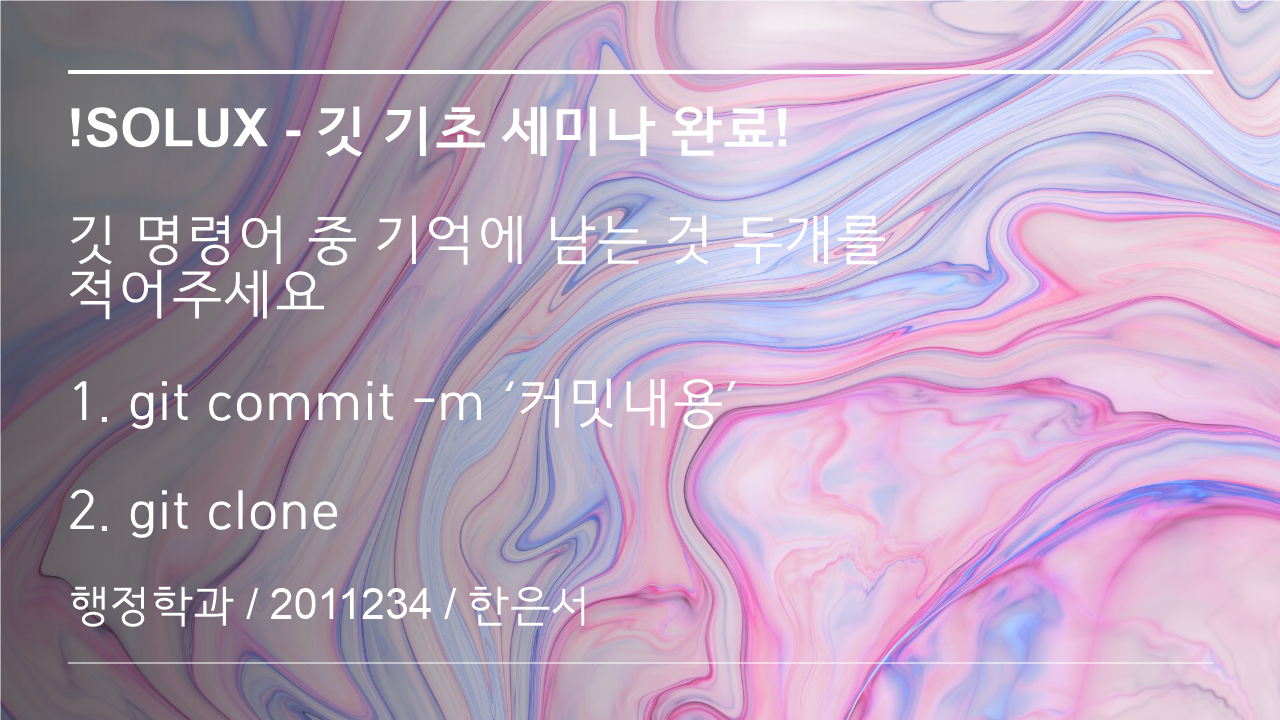 !SOLUX - 깃 기초 세미나 완료!
깃 명령어 중 기억에 남는 것 두개를
적어주세요
1. git commit -m ‘커밋내용’
2. git clone
행정학과 / 2011234 / 한은서